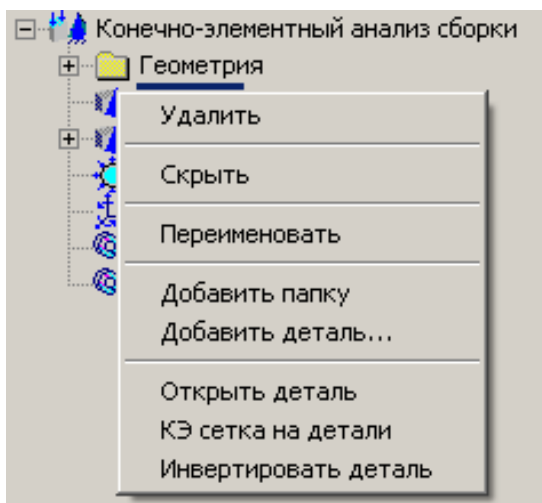 Конечно-элементный анализ сборки
Геометрия
Удалить
Скрыть
Переименовать
Добавить папку
Добавить деталь...
Открыть деталь
КЭ сетка на детали
Инвертировать деталь